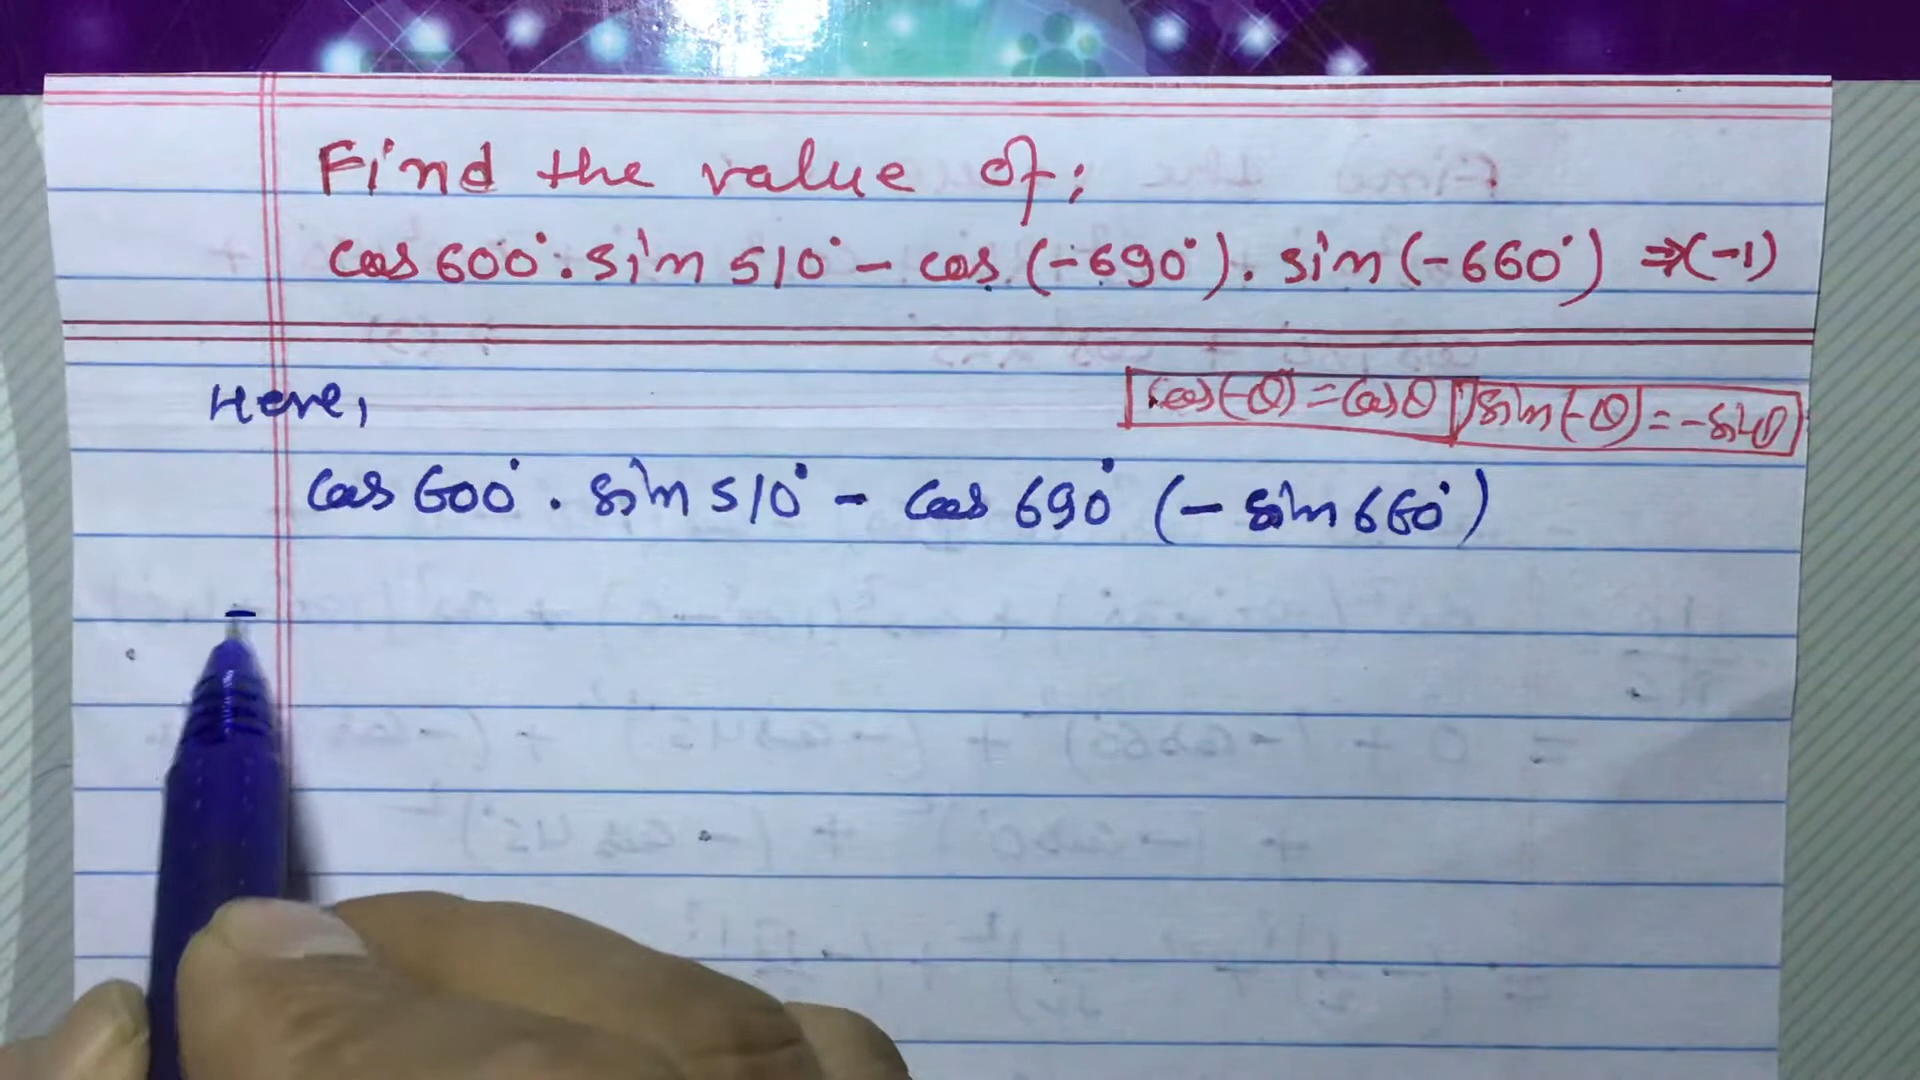 Find the value of:
cos 600° . sin 510° - cos (-690°) . sin (-660°) ⇒ (-1)
Here,
cos(-θ) = cosθ sin(-θ) = -sinθ
cos 600° . sin 510° - cos 690° (- sin 660°)